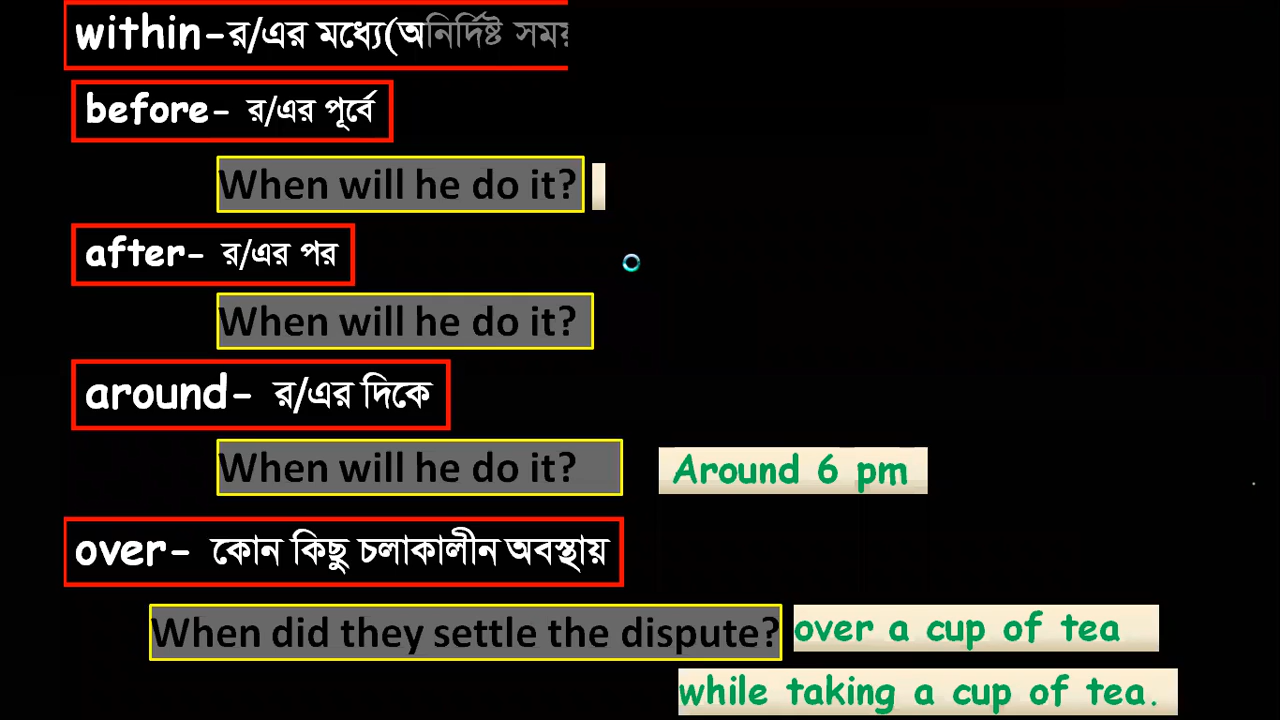 within-র/এর মধ্যে(অনির্দিষ্ট সময়
before- র/এর পূর্বে
When will he do it?
after- র/এর পর
When will he do it?
around- র/এর দিকে
When will he do it? Around 6 pm
over- কোন কিছু চলাকালীন অবস্থায়
When did they settle the dispute? over a cup of tea
while taking a cup of tea.